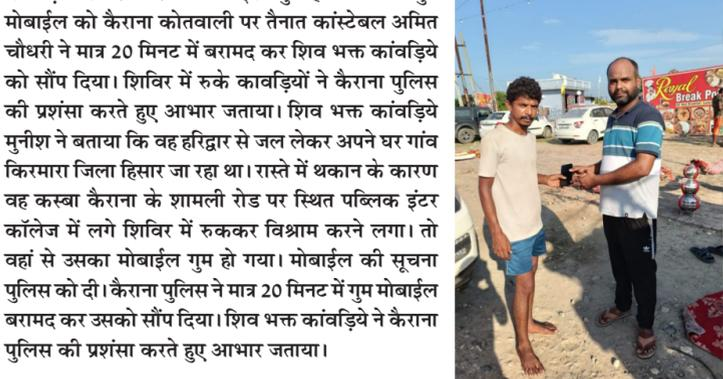 मोबाईल को कैराना कोतवाली पर तैनात कांस्टेबल अमित
चौधरी ने मात्र 20 मिनट में बरामद कर शिव भक्त कांवड़िये
को सौंप दिया। शिविर में रुके कावड़ियों ने कैराना पुलिस
की प्रशंसा करते हुए आभार जताया। शिव भक्त कांवड़िये
मुनीश ने बताया कि वह हरिद्वार से जल लेकर अपने घर गांव
किरमारा जिला हिसार जा रहा था। रास्ते में थकान के कारण
वह कस्बा कैराना के शामली रोड पर स्थित पब्लिक इंटर
कॉलेज में लगे शिविर में रुककर विश्राम करने लगा। तो
वहां से उसका मोबाईल गुम हो गया। मोबाईल की सूचना
पुलिस को दी। कैराना पुलिस ने मात्र 20 मिनट में गुम मोबाईल
बरामद कर उसको सौंप दिया। शिव भक्त कांवड़िये ने कैराना
पुलिस की प्रशंसा करते हुए आभार जताया।
Royal
Break